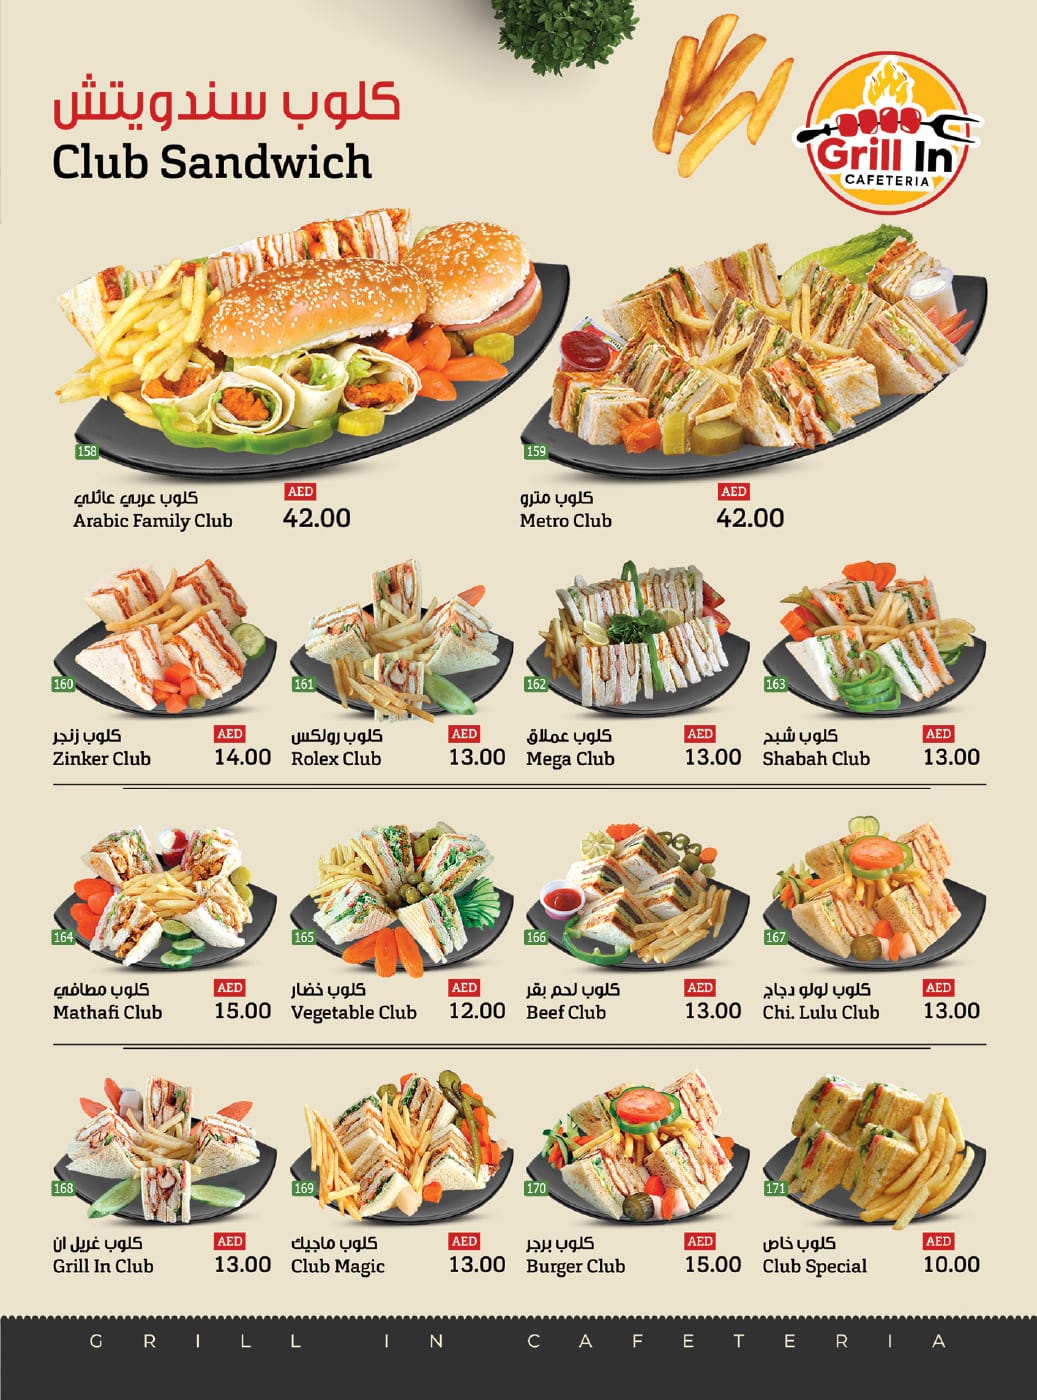 كلوب سندويتش
Club Sandwich
Grill In
CAFETERIA
158
كلوب عربي عائلي
Arabic Family Club
AED
42.00
159
كلوب مترو
Metro Club
AED
42.00
160
كلوب زنجر
Zinker Club
AED
14.00
161
كلوب رولكس
Rolex Club
AED
13.00
162
كلوب عملاق
Mega Club
AED
13.00
163
كلوب شبح
Shabah Club
AED
13.00
164
كلوب مطافي
Mathafi Club
AED
15.00
165
كلوب خضار
Vegetable Club
AED
12.00
166
كلوب لحم بقر
Beef Club
AED
13.00
167
كلوب لولو دجاج
Chi. Lulu Club
AED
13.00
168
كلوب غريل ان
Grill In Club
AED
13.00
169
كلوب ماجيك
Club Magic
AED
13.00
170
كلوب برجر
Burger Club
AED
15.00
171
كلوب خاص
Club Special
AED
10.00
GRILL IN CAFETERIA